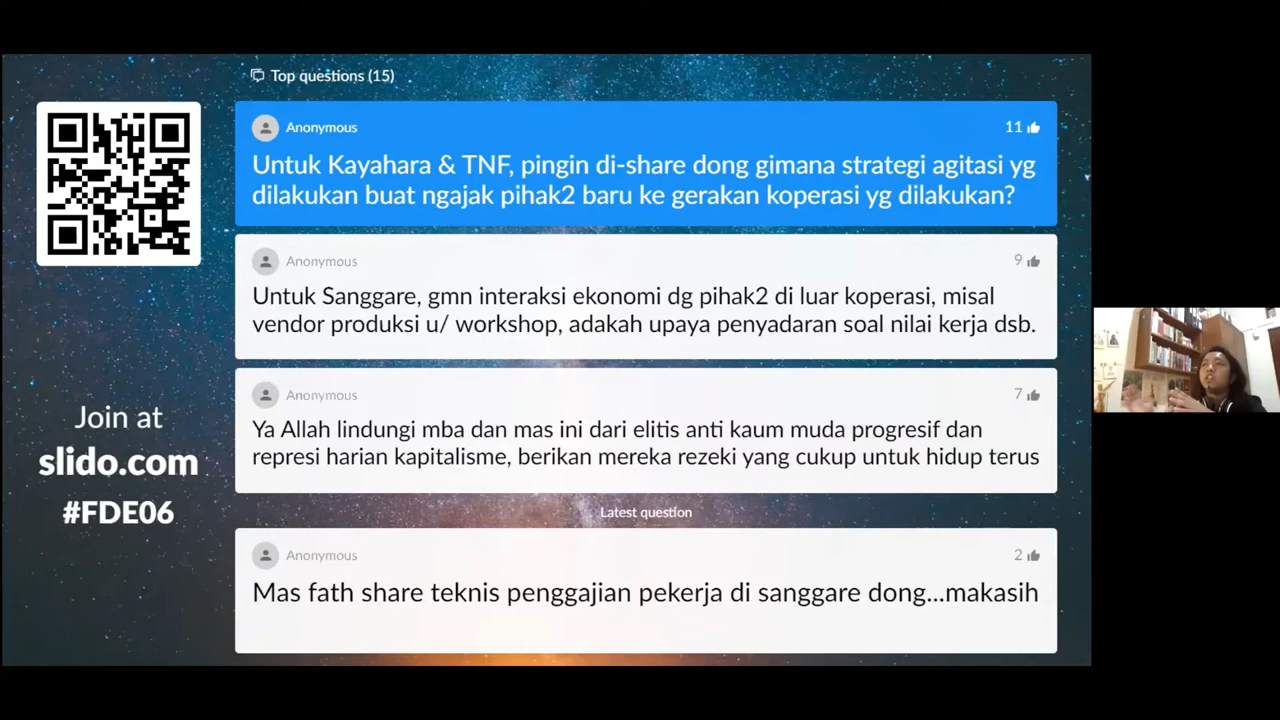 Top questions (15)
Anonymous
11
Untuk Kayahara & TNF, pingin di-share dong gimana strategi agitasi yg
dilakukan buat ngajak pihak2 baru ke gerakan koperasi yg dilakukan?
Anonymous
9
Untuk Sanggare, gmn interaksi ekonomi dg pihak2 di luar koperasi, misal
vendor produksi u/ workshop, adakah upaya penyadaran soal nilai kerja dsb.
Anonymous
7
Ya Allah lindungi mba dan mas ini dari elitis anti kaum muda progresif dan
represi harian kapitalisme, berikan mereka rezeki yang cukup untuk hidup terus
Latest question
Anonymous
2
Mas fath share teknis penggajian pekerja di sanggare dong...makasih
Join at
slido.com
#FDE06